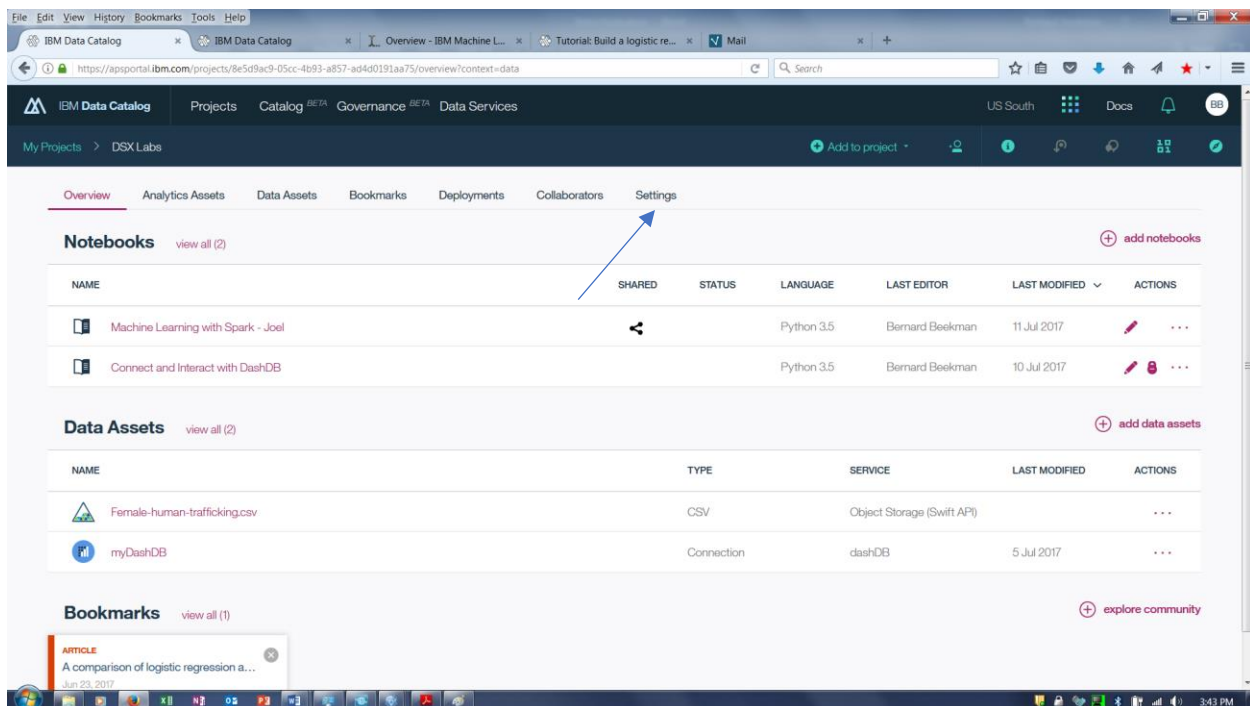 File Edit View History Bookmarks Tools Help
IBM Data Catalog × IBM Data Catalog × Overview - IBM Machine L... × Tutorial: Build a logistic re... × Mail × +
https://apsportal.ibm.com/projects/8e5d9ac9-05cc-4b93-a857-ad4d0191aa75/overview?context=data Search
IBM Data Catalog Projects Catalog BETA Governance BETA Data Services US South Docs BB
My Projects > DSX Labs Add to project
Overview Analytics Assets Data Assets Bookmarks Deployments Collaborators Settings
Notebooks view all (2) add notebooks
NAME SHARED STATUS LANGUAGE LAST EDITOR LAST MODIFIED ACTIONS
Machine Learning with Spark - Joel Python 3.5 Bernard Beekman 11 Jul 2017 ...
Connect and Interact with DashDB Python 3.5 Bernard Beekman 10 Jul 2017 ...
Data Assets view all (2) add data assets
NAME TYPE SERVICE LAST MODIFIED ACTIONS
Female-human-trafficking.csv CSV Object Storage (Swift API) ...
myDashDB Connection dashDB 5 Jul 2017 ...
Bookmarks view all (1) explore community
ARTICLE
A comparison of logistic regression a...
Jun 23, 2017
3:43 PM